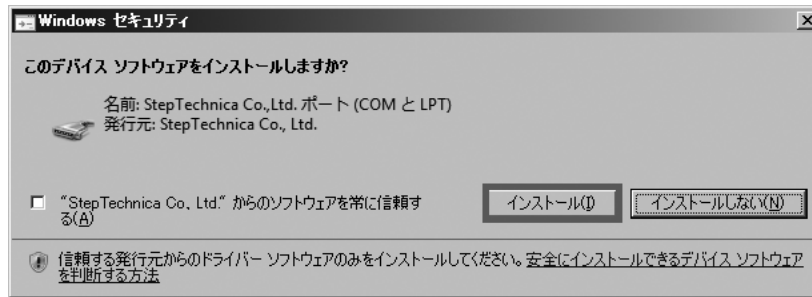 Windows セキュリティ
このデバイス ソフトウェアをインストールしますか?
名前: StepTechnica Co.,Ltd. ポート (COM と LPT)
発行元: StepTechnica Co., Ltd.
"StepTechnica Co., Ltd." からのソフトウェアを常に信頼す
る(A)
インストール(I)
インストールしない(N)
信頼する発行元からのドライバー ソフトウェアのみをインストールしてください。安全にインストールできるデバイス ソフトウェア
を判断する方法